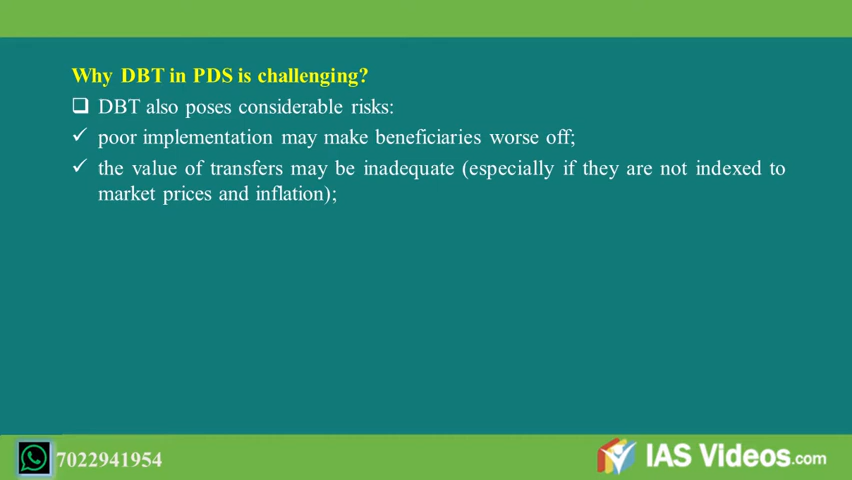 Why DBT in PDS is challenging?
DBT also poses considerable risks:
poor implementation may make beneficiaries worse off;
the value of transfers may be inadequate (especially if they are not indexed to
market prices and inflation);
7022941954
IAS Videos.com